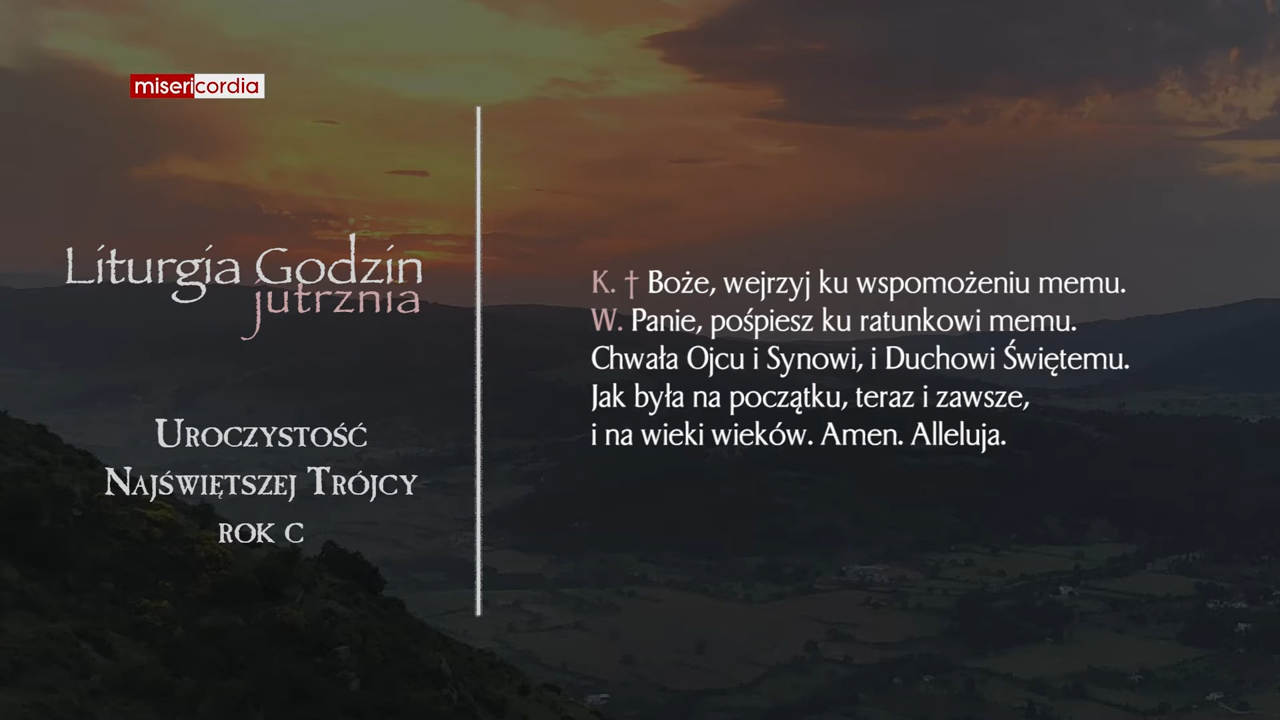 misericordia
Liturgia Godzin
jutrznia
Uroczystość
Najświętszej Trójcy
rok C
K. † Boże, wejrzyj ku wspomożeniu memu.
W. Panie, pośpiesz ku ratunkowi memu.
Chwała Ojcu i Synowi, i Duchowi Świętemu.
Jak była na początku, teraz i zawsze,
i na wieki wieków. Amen. Alleluja.